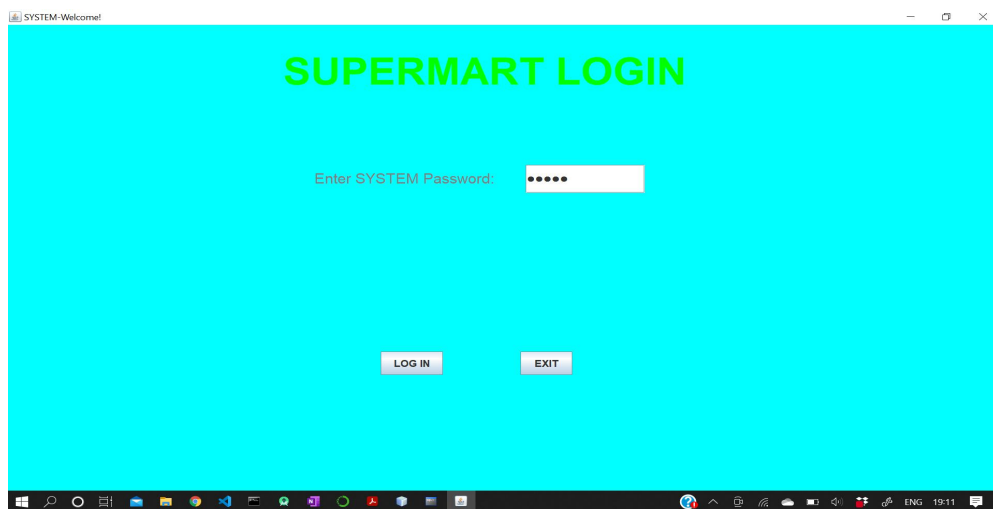 SYSTEM-Welcome!
SUPERMART LOGIN
Enter SYSTEM Password: •••••
LOG IN EXIT
ENG 19:11